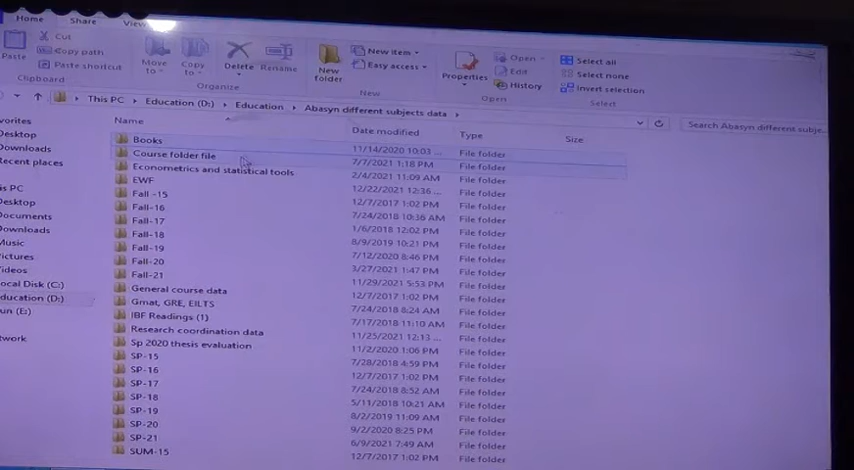 Home Share View
Paste Cut Copy path Paste shortcut Move to Copy to Delete Rename New folder New item Easy access Properties Open Edit History Select all Select none Invert selection
Clipboard Organize New Open Select
This PC Education (D:) Education Abasyn different subjects data Search Abasyn different subje...
Name Date modified Type Size
Books 11/14/2020 10:03 ... File folder
Course folder file 7/7/2021 1:18 PM File folder
Econometrics and statistical tools 2/4/2021 11:09 AM File folder
EWF 12/22/2021 12:36 ... File folder
Fall -15 12/7/2017 1:02 PM File folder
Fall-16 7/24/2018 10:36 AM File folder
Fall-17 1/6/2018 12:02 PM File folder
Fall-18 8/9/2019 10:21 PM File folder
Fall-19 7/12/2020 8:46 PM File folder
Fall-20 3/27/2021 1:47 PM File folder
Fall-21 11/29/2021 5:53 PM File folder
General course data 12/7/2017 1:02 PM File folder
Gmat, GRE, EILTS 7/24/2018 8:24 AM File folder
IBF Readings (1) 7/17/2018 11:10 AM File folder
Research coordination data 11/25/2021 12:13 ... File folder
Sp 2020 thesis evaluation 11/2/2020 1:06 PM File folder
SP-15 7/28/2018 4:59 PM File folder
SP-16 12/7/2017 1:02 PM File folder
SP-17 7/24/2018 8:52 AM File folder
SP-18 5/11/2018 10:21 AM File folder
SP-19 8/2/2019 11:09 AM File folder
SP-20 9/2/2020 8:25 PM File folder
SP-21 6/9/2021 7:49 AM File folder
SUM-15 12/7/2017 1:02 PM File folder
avorites
Desktop
Downloads
Recent places
is PC
Desktop
Documents
ownloads
Music
ictures
ideos
ocal Disk (C:)
ducation (D:)
un (E:)
twork